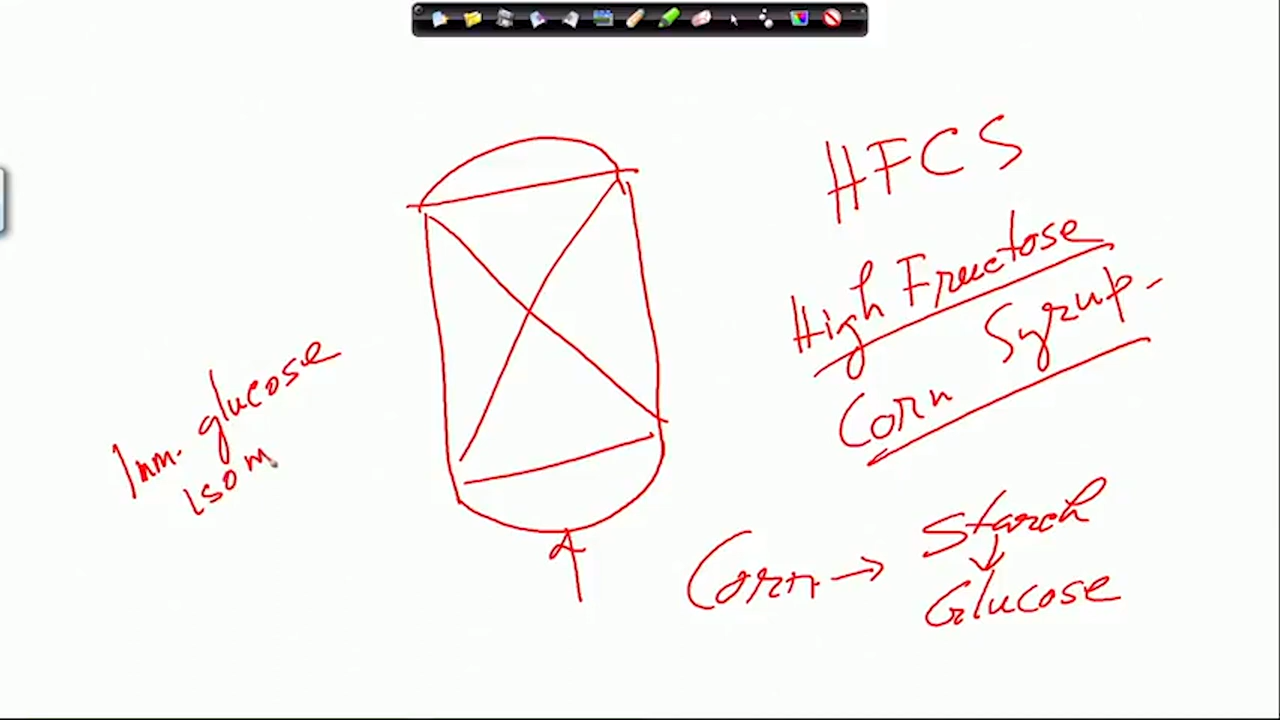 HFCS
High Fructose
Corn Syrup
Corn → Starch
↓
Glucose
Imm. glucose
isom